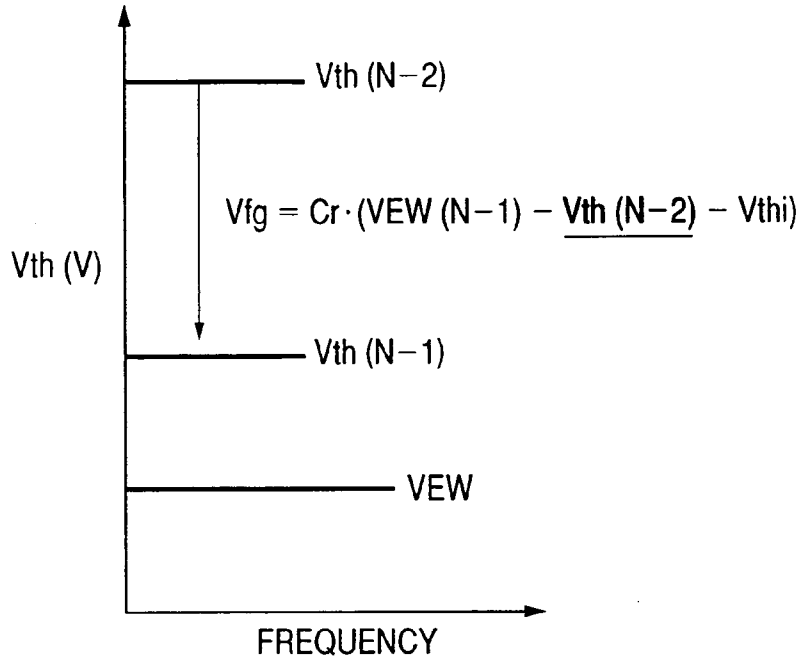 Vth (N−2)
Vfg = Cr·(VEW (N−1) − Vth (N−2) − Vthi)
Vth (V)
Vth (N−1)
VEW
FREQUENCY